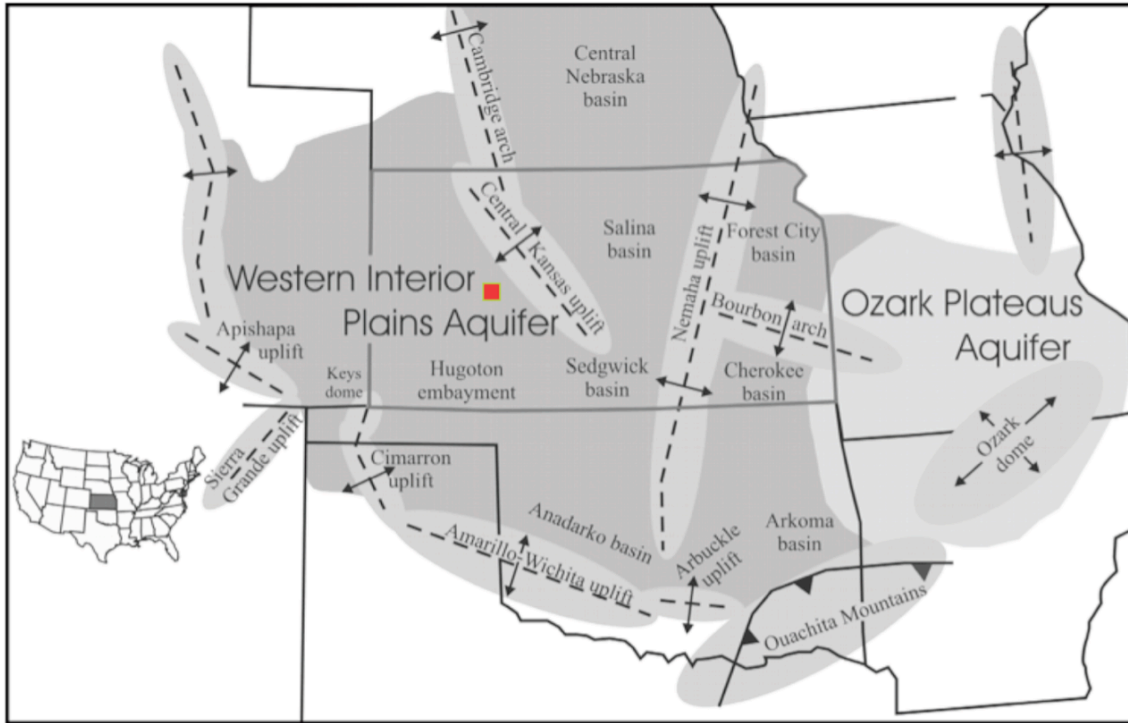 Central
Nebraska
basin
Cambridge arch
Central Kansas uplift
Salina
basin
Nemaha uplift
Forest City
basin
Western Interior
Plains Aquifer
Bourbon arch
Ozark Plateaus
Aquifer
Apishapa
uplift
Keys
dome
Hugoton
embayment
Sedgwick
basin
Cherokee
basin
Sierra
Grande uplift
Cimarron
uplift
Ozark
dome
Anadarko basin
Amarillo-Wichita uplift
Arbuckle
uplift
Arkoma
basin
Ouachita Mountains